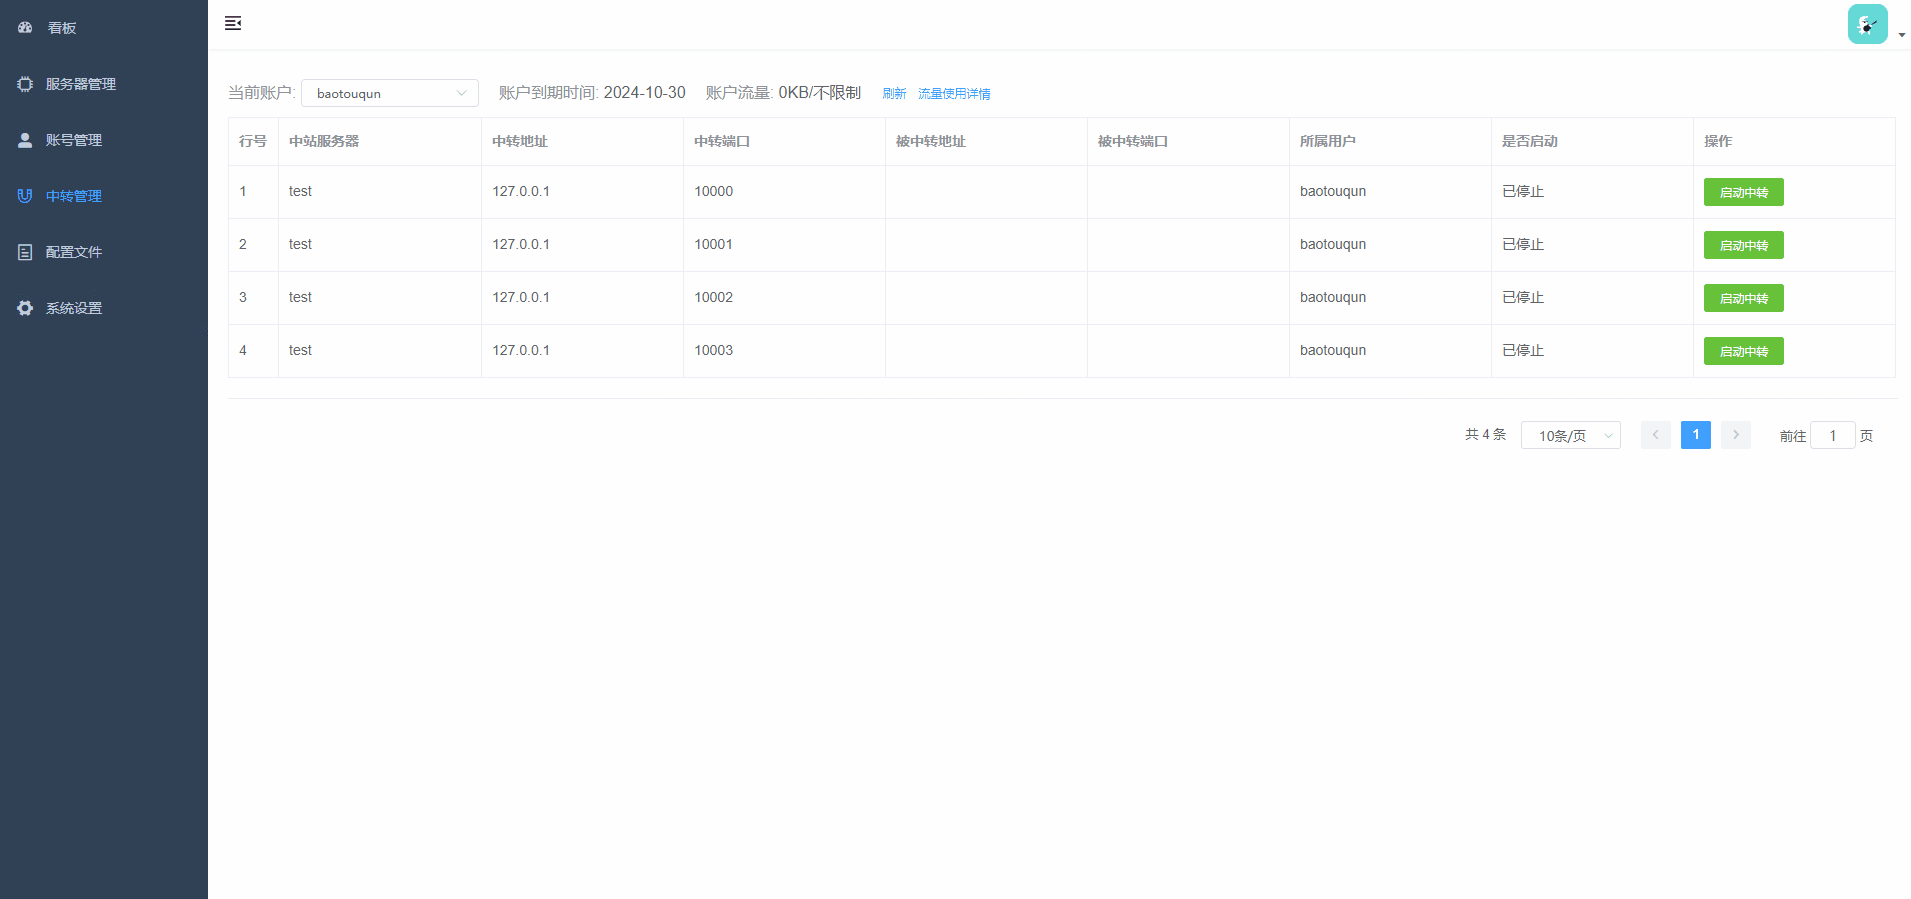 看板
服务器管理
账号管理
中转管理
配置文件
系统设置
当前账户: baotouqun 账户到期时间: 2024-10-30 账户流量: 0KB/不限制 刷新 流量使用详情
行号 中站服务器 中转地址 中转端口 被中转地址 被中转端口 所属用户 是否启动 操作
1 test 127.0.0.1 10000 baotouqun 已停止 启动中转
2 test 127.0.0.1 10001 baotouqun 已停止 启动中转
3 test 127.0.0.1 10002 baotouqun 已停止 启动中转
4 test 127.0.0.1 10003 baotouqun 已停止 启动中转
共 4 条 10条/页 1 前往 1 页